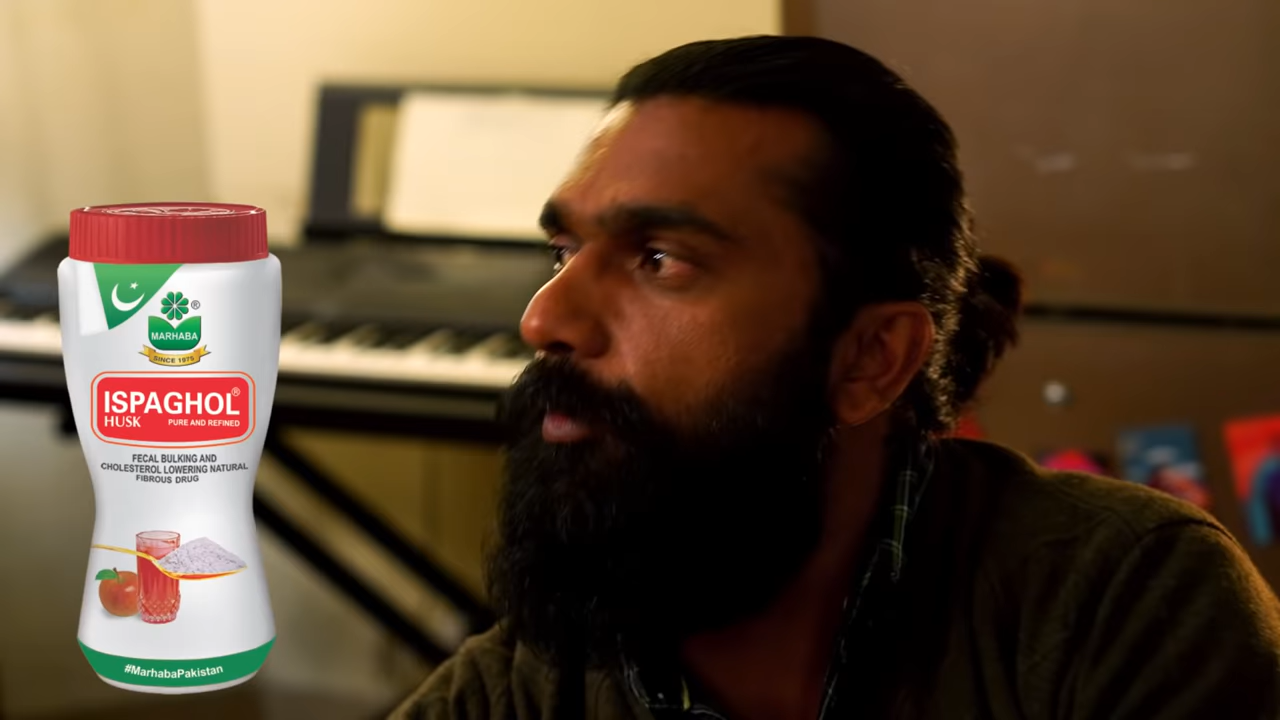 ®
MARHABA
SINCE 1975
ISPAGHOL®
HUSK PURE AND REFINED
FECAL BULKING AND
CHOLESTEROL LOWERING NATURAL
FIBROUS DRUG
#MarhabaPakistan